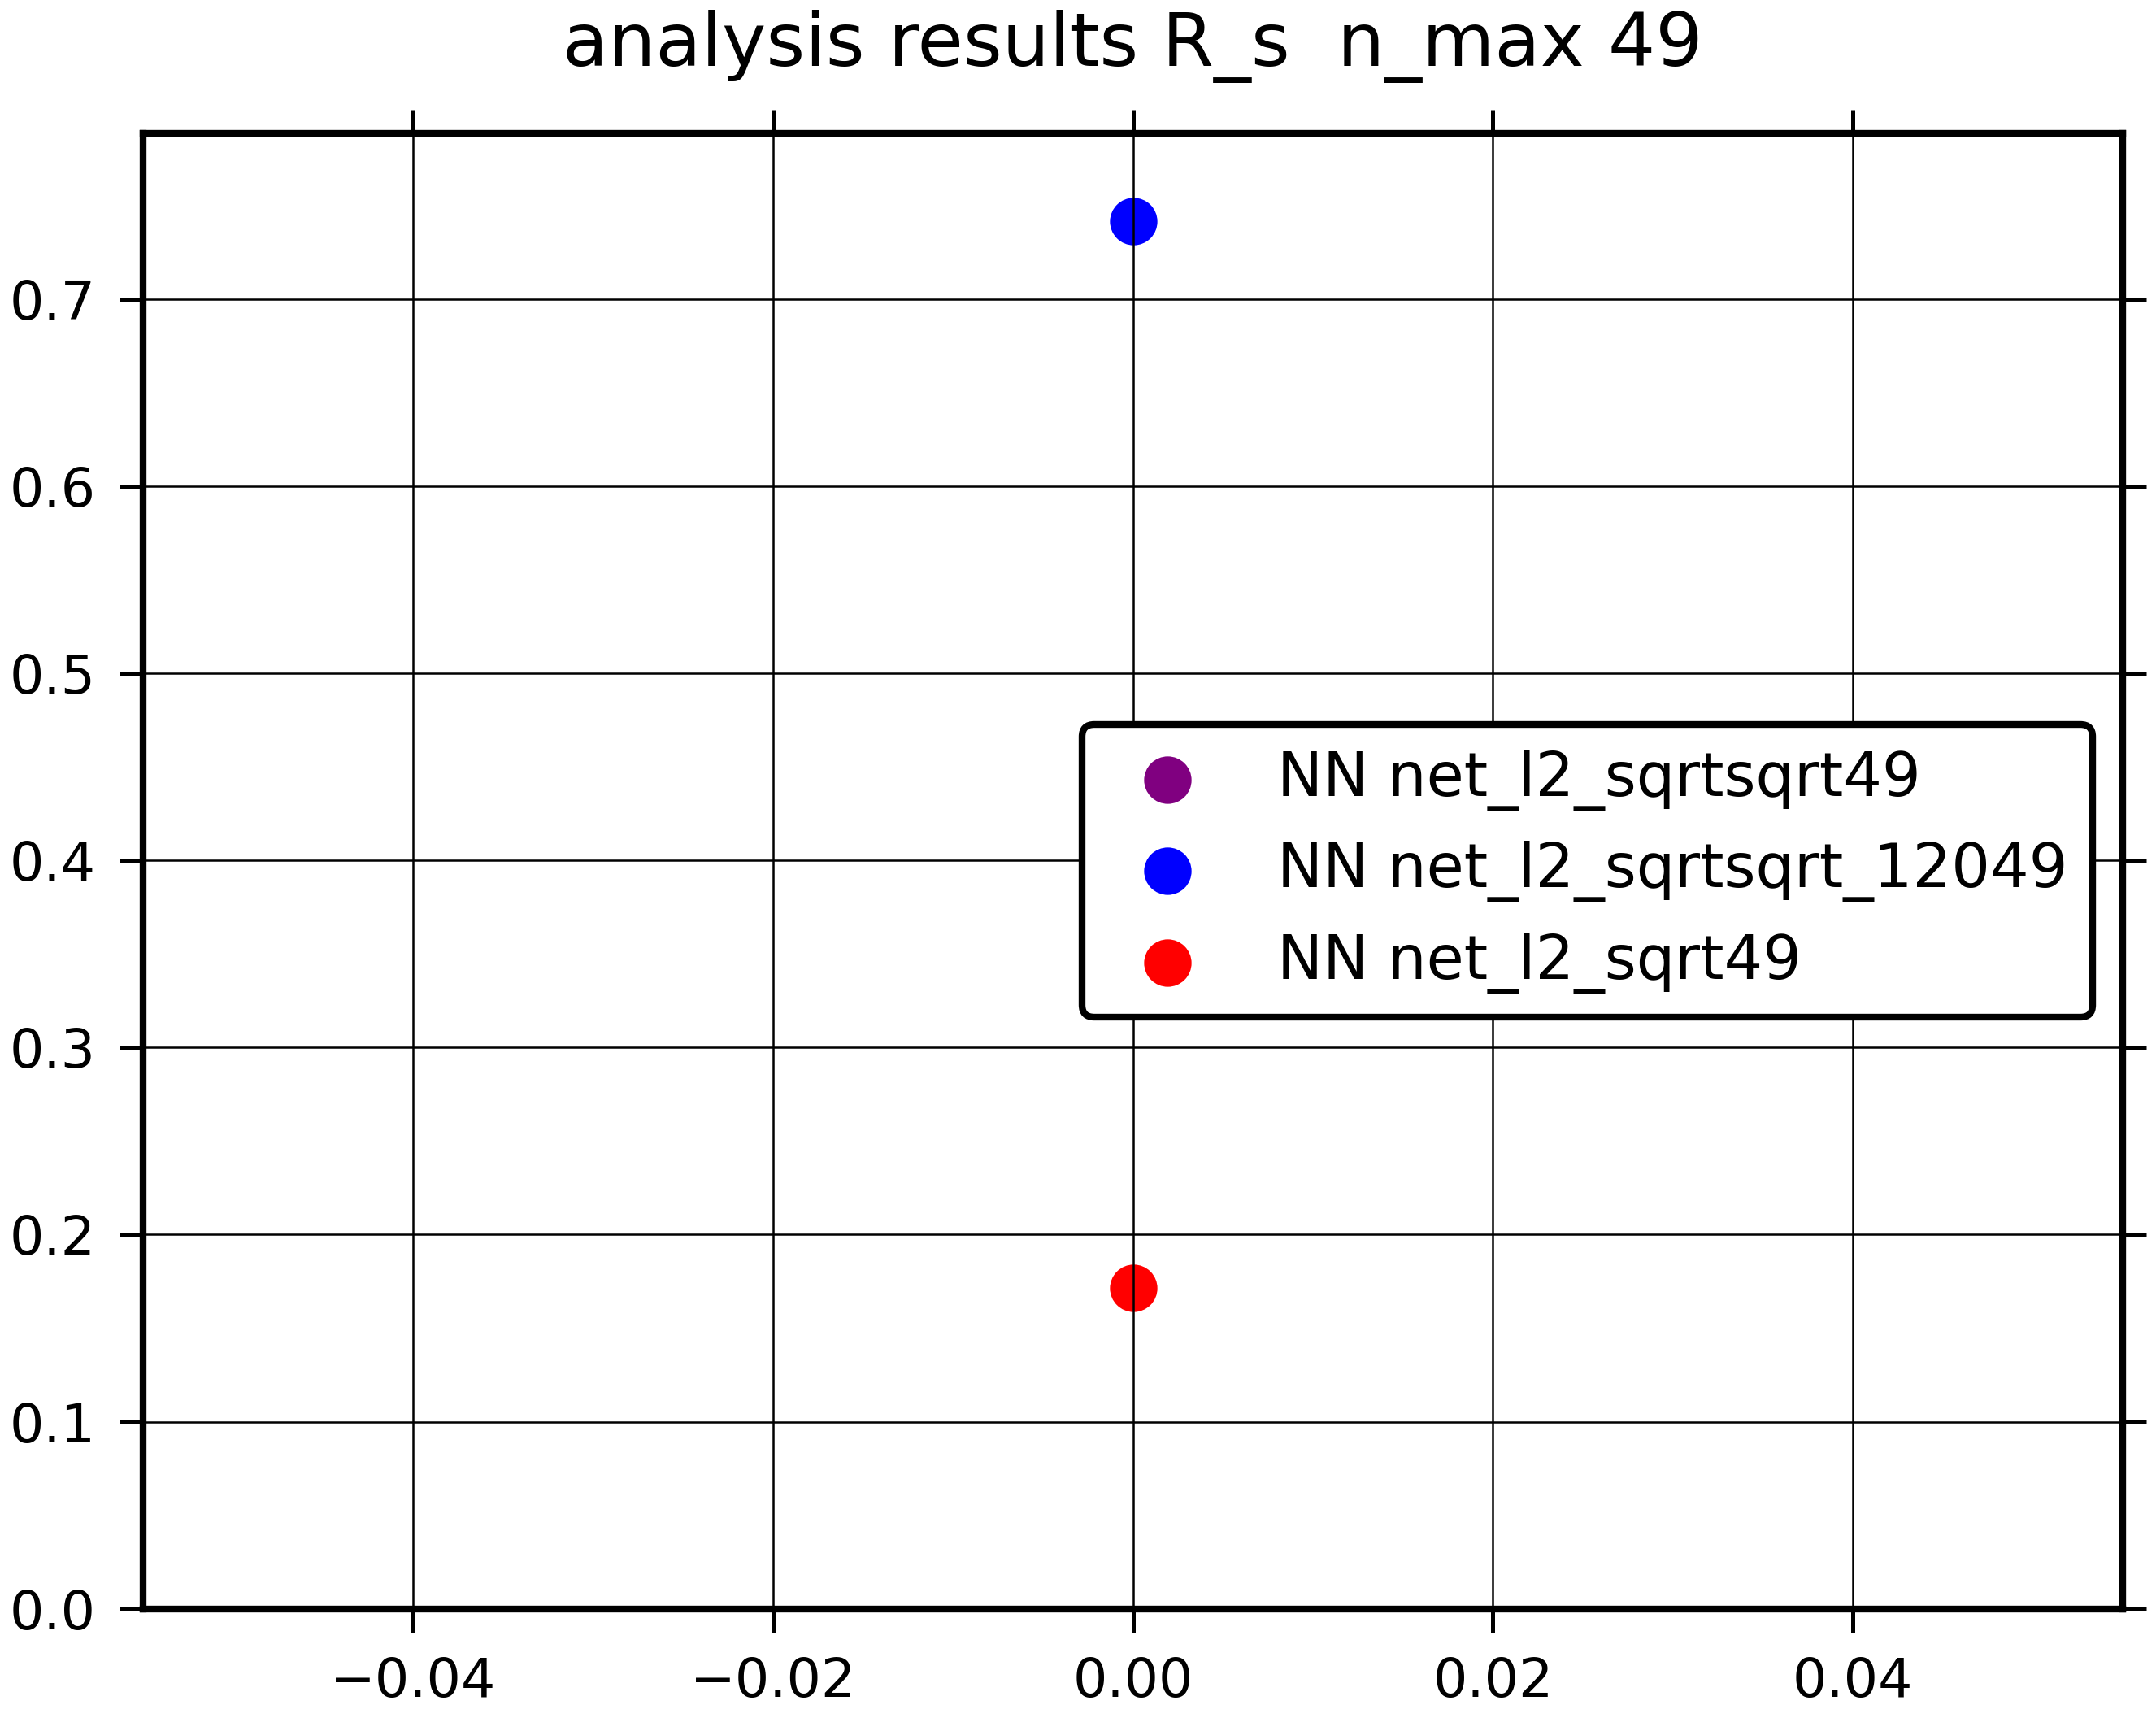 analysis results R_s  n_max 49
0.7
0.6
0.5
0.4
0.3
0.2
0.1
0.0
NN net_l2_sqrtsqrt49
NN net_l2_sqrtsqrt_12049
NN net_l2_sqrt49
−0.04 −0.02 0.00 0.02 0.04